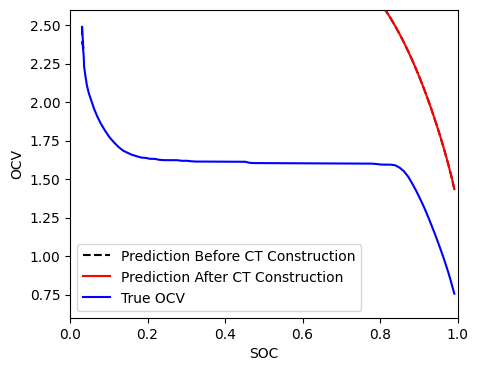 2.50
2.25
2.00
1.75
1.50
1.25
1.00
0.75
OCV
Prediction Before CT Construction
Prediction After CT Construction
True OCV
0.0 0.2 0.4 0.6 0.8 1.0
SOC